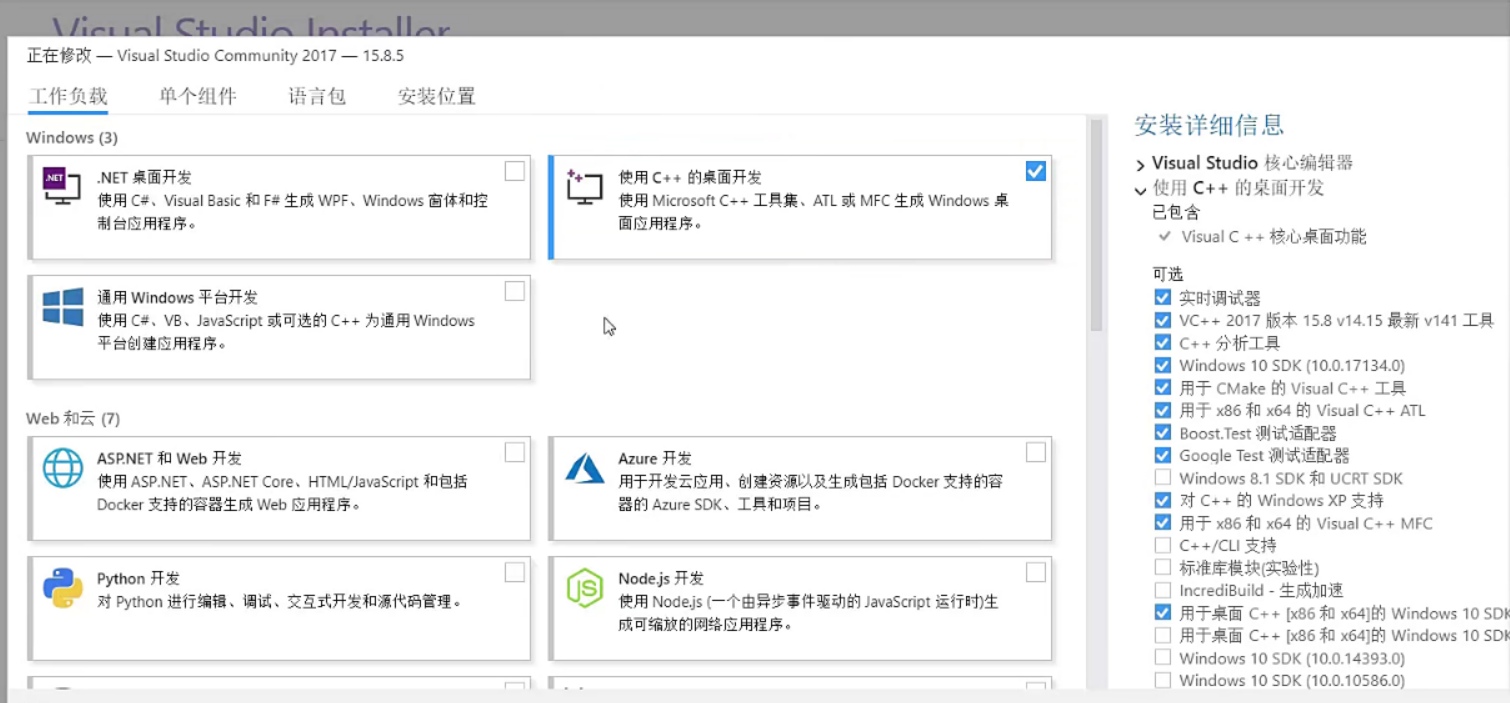 Visual Studio Installer
正在修改 — Visual Studio Community 2017 — 15.8.5
工作负载 单个组件 语言包 安装位置
Windows (3)
.NET
.NET 桌面开发
使用 C#、Visual Basic 和 F# 生成 WPF、Windows 窗体和控
制台应用程序。
使用 C++ 的桌面开发
使用 Microsoft C++ 工具集、ATL 或 MFC 生成 Windows 桌
面应用程序。
通用 Windows 平台开发
使用 C#、VB、JavaScript 或可选的 C++ 为通用 Windows
平台创建应用程序。
Web 和云 (7)
ASP.NET 和 Web 开发
使用 ASP.NET、ASP.NET Core、HTML/JavaScript 和包括
Docker 支持的容器生成 Web 应用程序。
Azure 开发
用于开发云应用、创建资源以及生成包括 Docker 支持的容
器的 Azure SDK、工具和项目。
Python 开发
对 Python 进行编辑、调试、交互式开发和源代码管理。
JS
Node.js 开发
使用 Node.js (一个由异步事件驱动的 JavaScript 运行时)生
成可缩放的网络应用程序。
安装详细信息
Visual Studio 核心编辑器
使用 C++ 的桌面开发
已包含
Visual C ++ 核心桌面功能
可选
实时调试器
VC++ 2017 版本 15.8 v14.15 最新 v141 工具
C++ 分析工具
Windows 10 SDK (10.0.17134.0)
用于 CMake 的 Visual C++ 工具
用于 x86 和 x64 的 Visual C++ ATL
Boost.Test 测试适配器
Google Test 测试适配器
Windows 8.1 SDK 和 UCRT SDK
对 C++ 的 Windows XP 支持
用于 x86 和 x64 的 Visual C++ MFC
C++/CLI 支持
标准库模块(实验性)
IncrediBuild - 生成加速
用于桌面 C++ [x86 和 x64]的 Windows 10 SDK
用于桌面 C++ [x86 和 x64]的 Windows 10 SDK
Windows 10 SDK (10.0.14393.0)
Windows 10 SDK (10.0.10586.0)